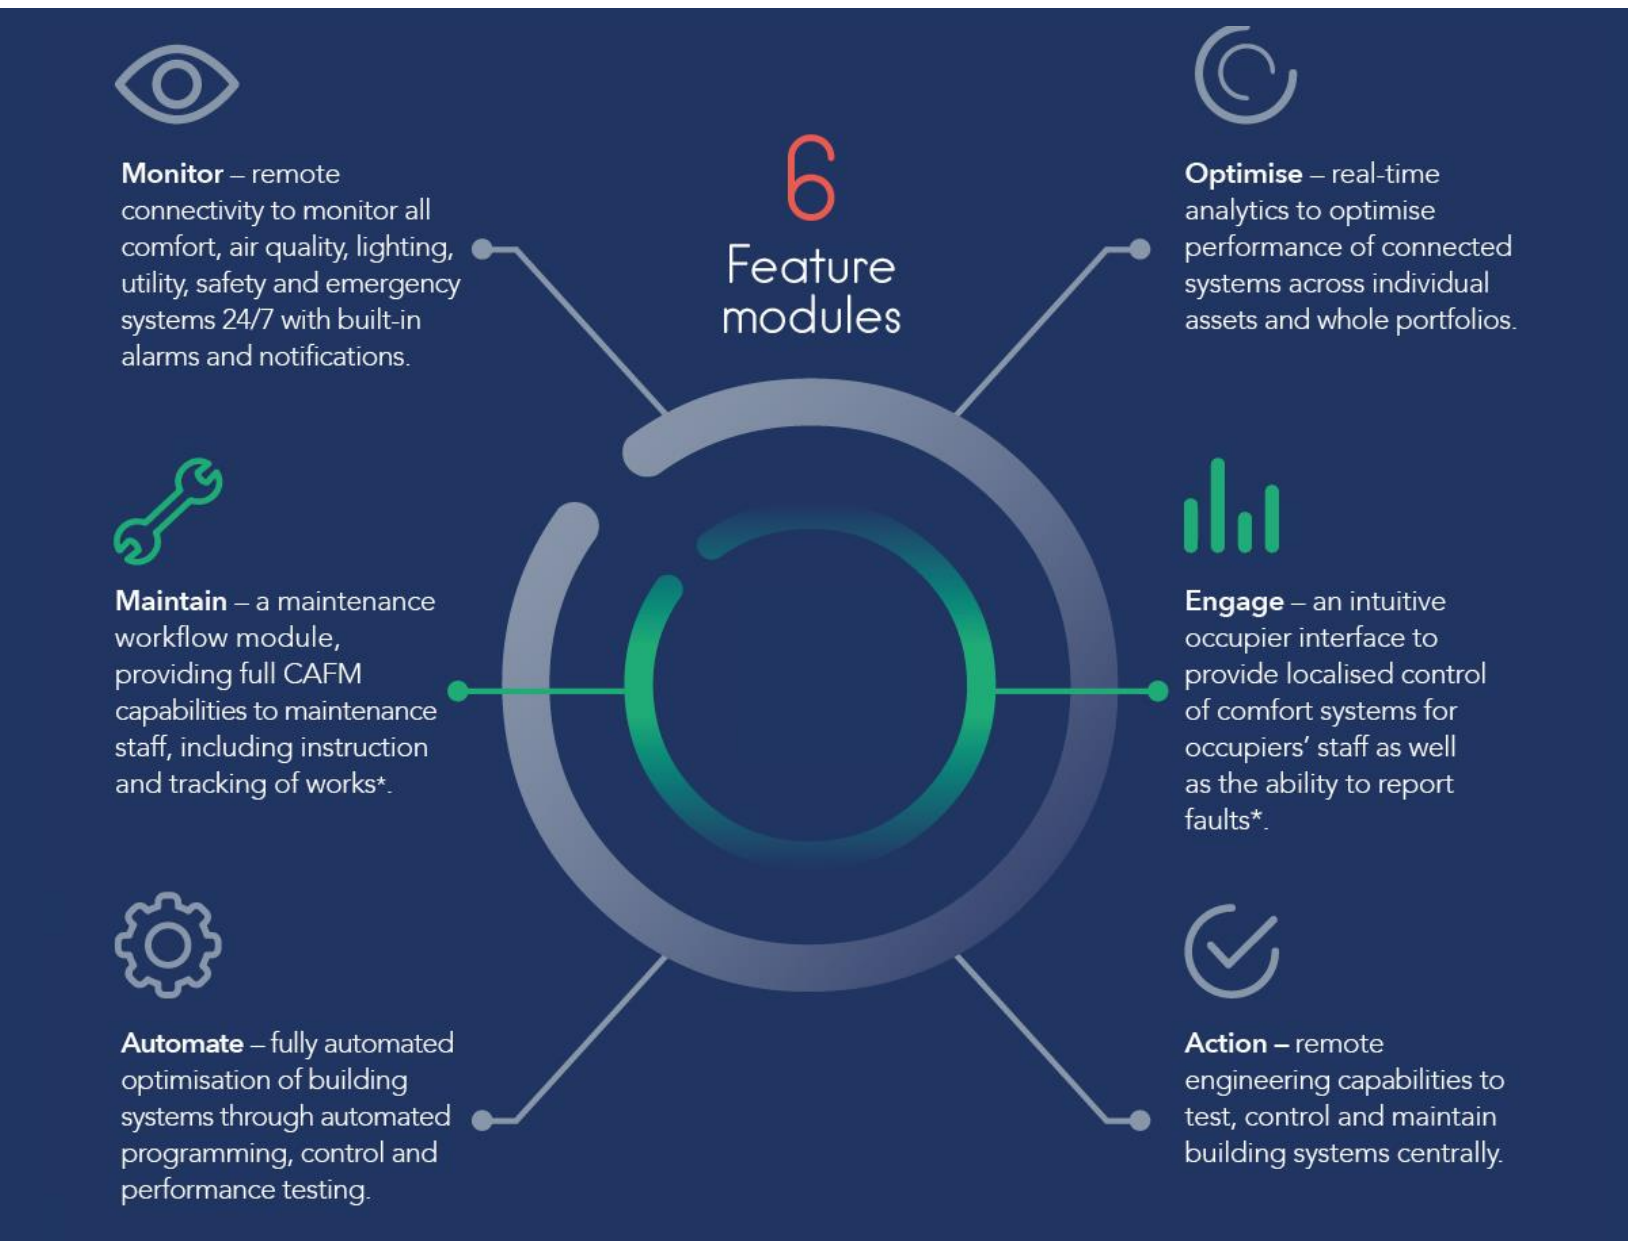 6
Feature
modules
Monitor – remote
connectivity to monitor all
comfort, air quality, lighting,
utility, safety and emergency
systems 24/7 with built-in
alarms and notifications.
Optimise – real-time
analytics to optimise
performance of connected
systems across individual
assets and whole portfolios.
Maintain – a maintenance
workflow module,
providing full CAFM
capabilities to maintenance
staff, including instruction
and tracking of works*.
Engage – an intuitive
occupier interface to
provide localised control
of comfort systems for
occupiers’ staff as well
as the ability to report
faults*.
Automate – fully automated
optimisation of building
systems through automated
programming, control and
performance testing.
Action – remote
engineering capabilities to
test, control and maintain
building systems centrally.